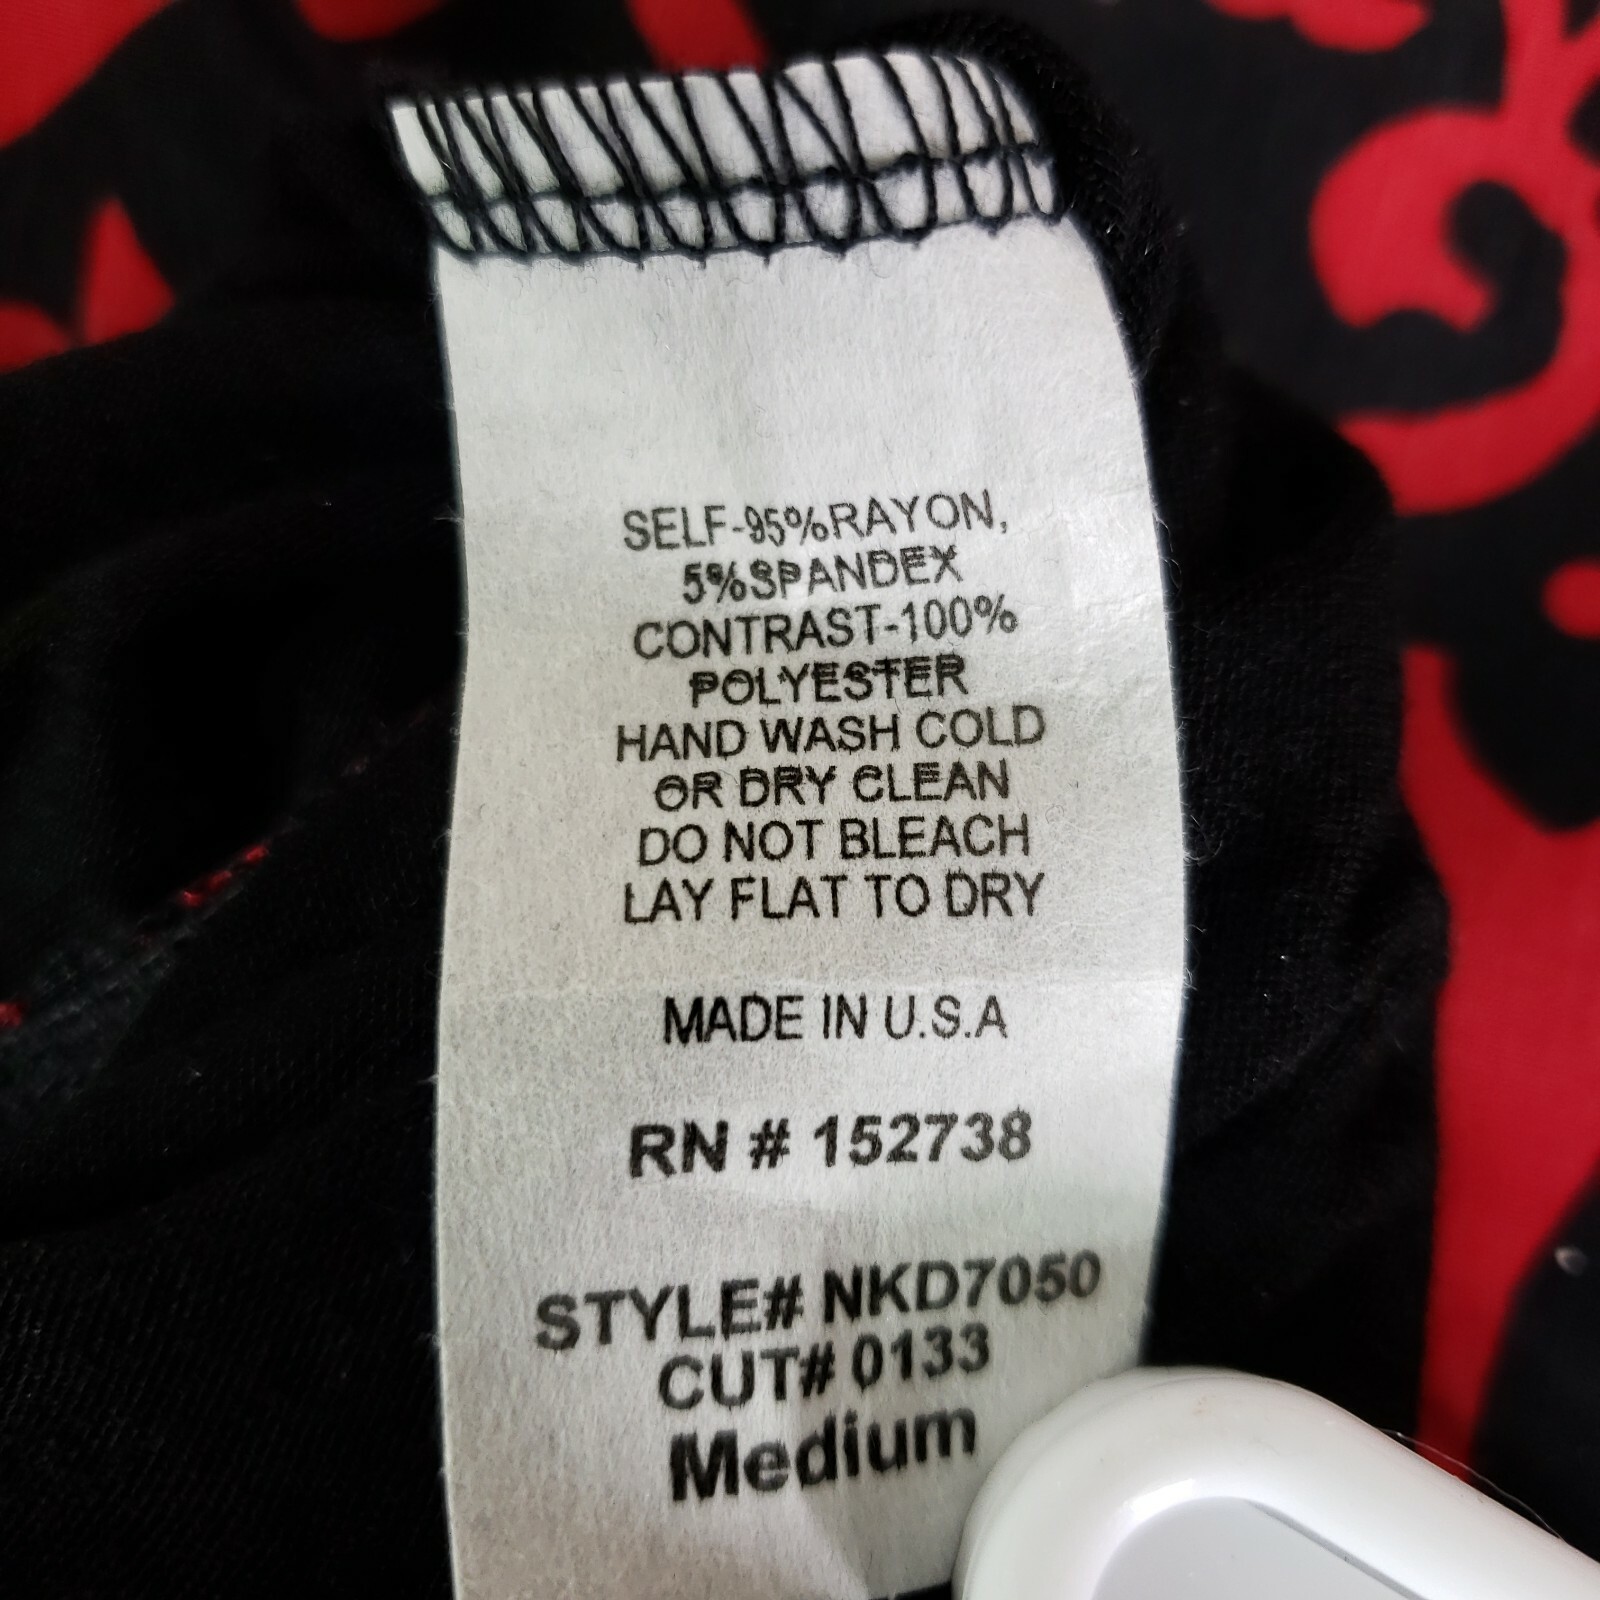 SELF-95%RAYON,
5%SPANDEX
CONTRAST-100%
POLYESTER
HAND WASH COLD
OR DRY CLEAN
DO NOT BLEACH
LAY FLAT TO DRY
MADE IN U.S.A
RN # 152738
STYLE# NKD7050
CUT# 0133
Medium